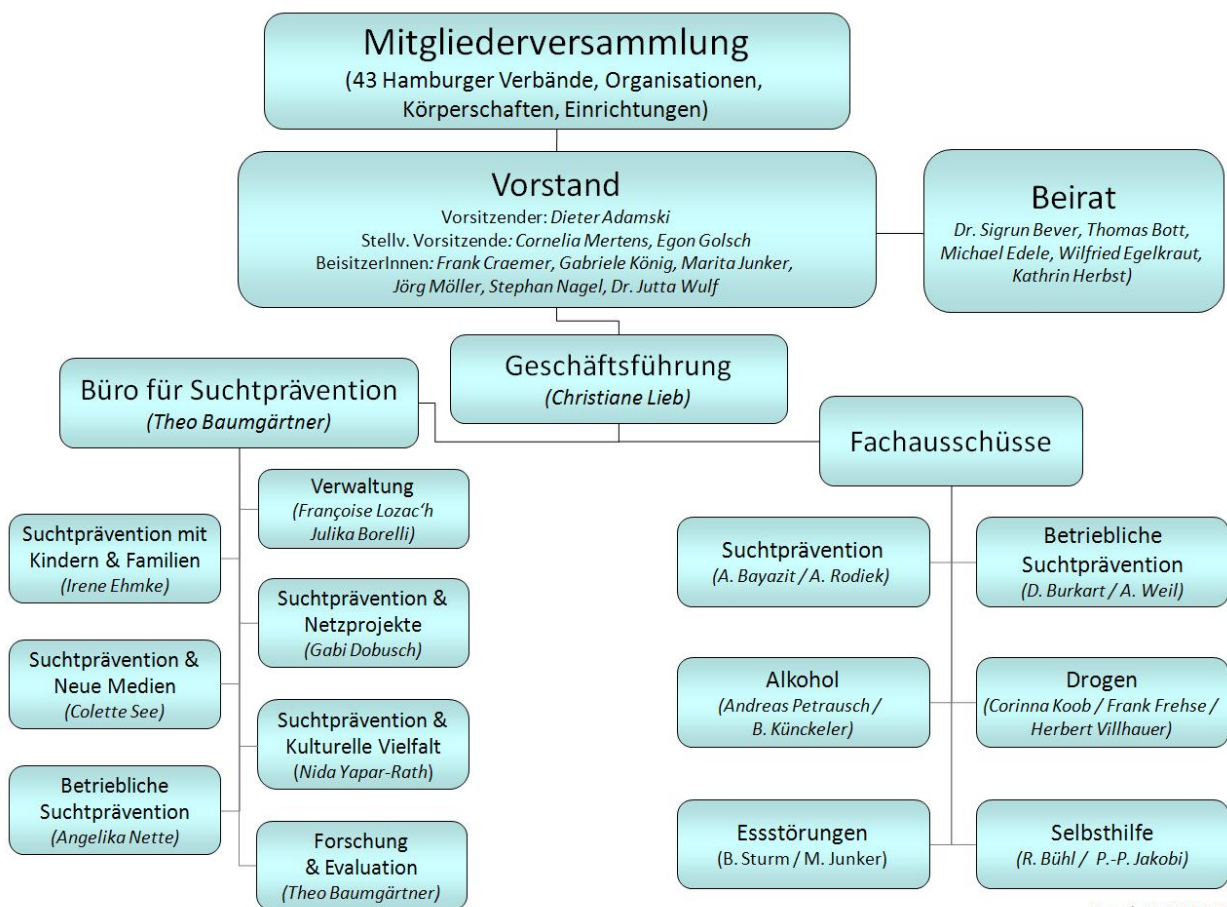 Mitgliederversammlung
(43 Hamburger Verbände, Organisationen,
Körperschaften, Einrichtungen)
Vorstand
Vorsitzender: Dieter Adamski
Stellv. Vorsitzende: Cornelia Mertens, Egon Golsch
BeisitzerInnen: Frank Craemer, Gabriele König, Marita Junker,
Jörg Möller, Stephan Nagel, Dr. Jutta Wulf
Beirat
Dr. Sigrun Bever, Thomas Bott,
Michael Edele, Wilfried Egelkraut,
Kathrin Herbst)
Geschäftsführung
(Christiane Lieb)
Büro für Suchtprävention
(Theo Baumgärtner)
Fachausschüsse
Verwaltung
(Françoise Lozac‘h
Julika Borelli)
Suchtprävention mit
Kindern & Familien
(Irene Ehmke)
Suchtprävention &
Netzprojekte
(Gabi Dobusch)
Suchtprävention &
Neue Medien
(Colette See)
Suchtprävention &
Kulturelle Vielfalt
(Nida Yapar-Rath)
Betriebliche
Suchtprävention
(Angelika Nette)
Forschung
& Evaluation
(Theo Baumgärtner)
Suchtprävention
(A. Bayazit / A. Rodiek)
Betriebliche
Suchtprävention
(D. Burkart / A. Weil)
Alkohol
(Andreas Petrausch /
B. Künckeler)
Drogen
(Corinna Koob / Frank Frehse /
Herbert Villhauer)
Essstörungen
(B. Sturm / M. Junker)
Selbsthilfe
(R. Bühl / P.-P. Jakobi)